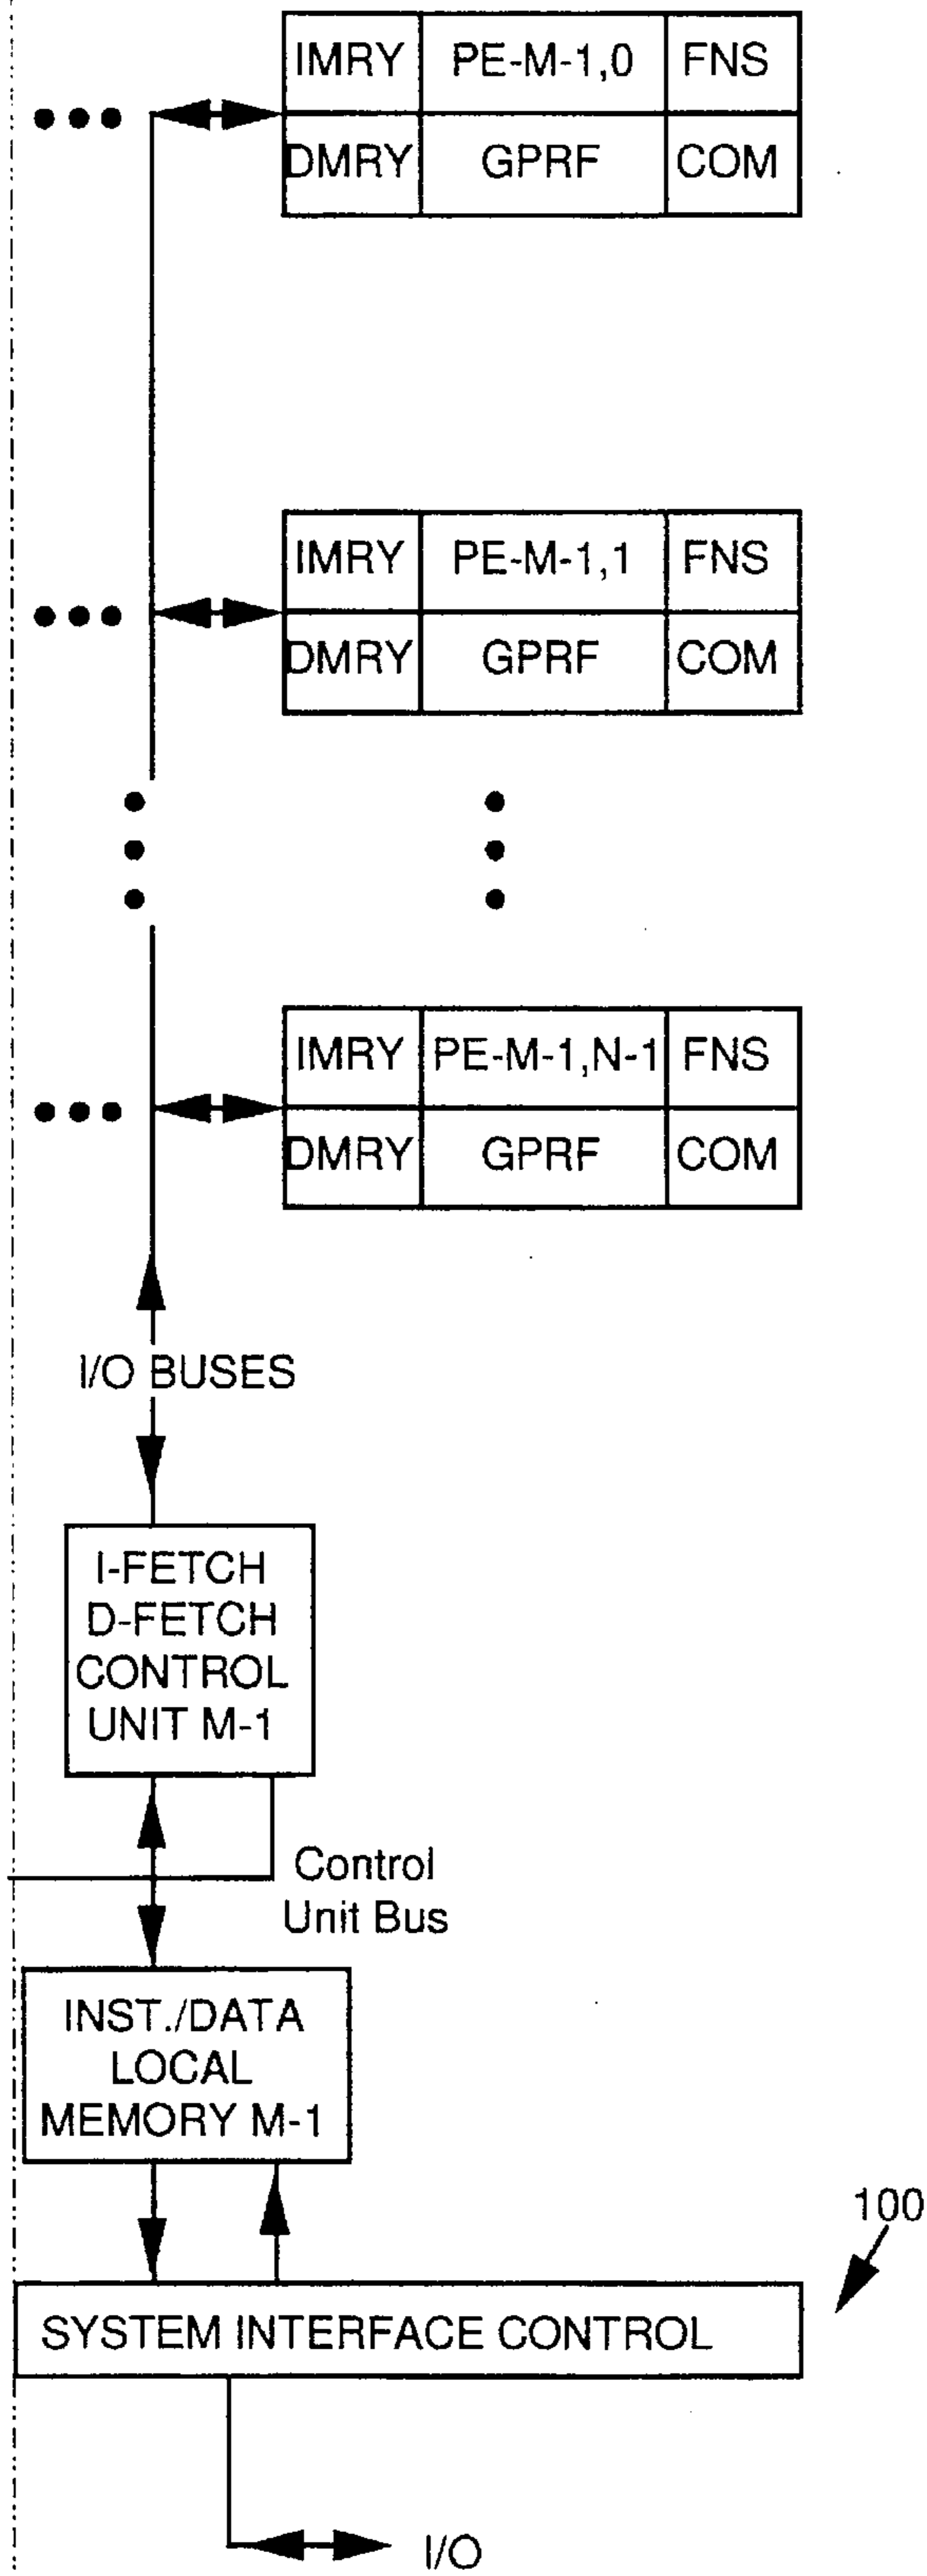 IMRY PE-M-1,0 FNS
DMRY GPRF COM
IMRY PE-M-1,1 FNS
DMRY GPRF COM
IMRY PE-M-1,N-1 FNS
DMRY GPRF COM
I/O BUSES
I-FETCH
D-FETCH
CONTROL
UNIT M-1
Control
Unit Bus
INST./DATA
LOCAL
MEMORY M-1
100
SYSTEM INTERFACE CONTROL
I/O